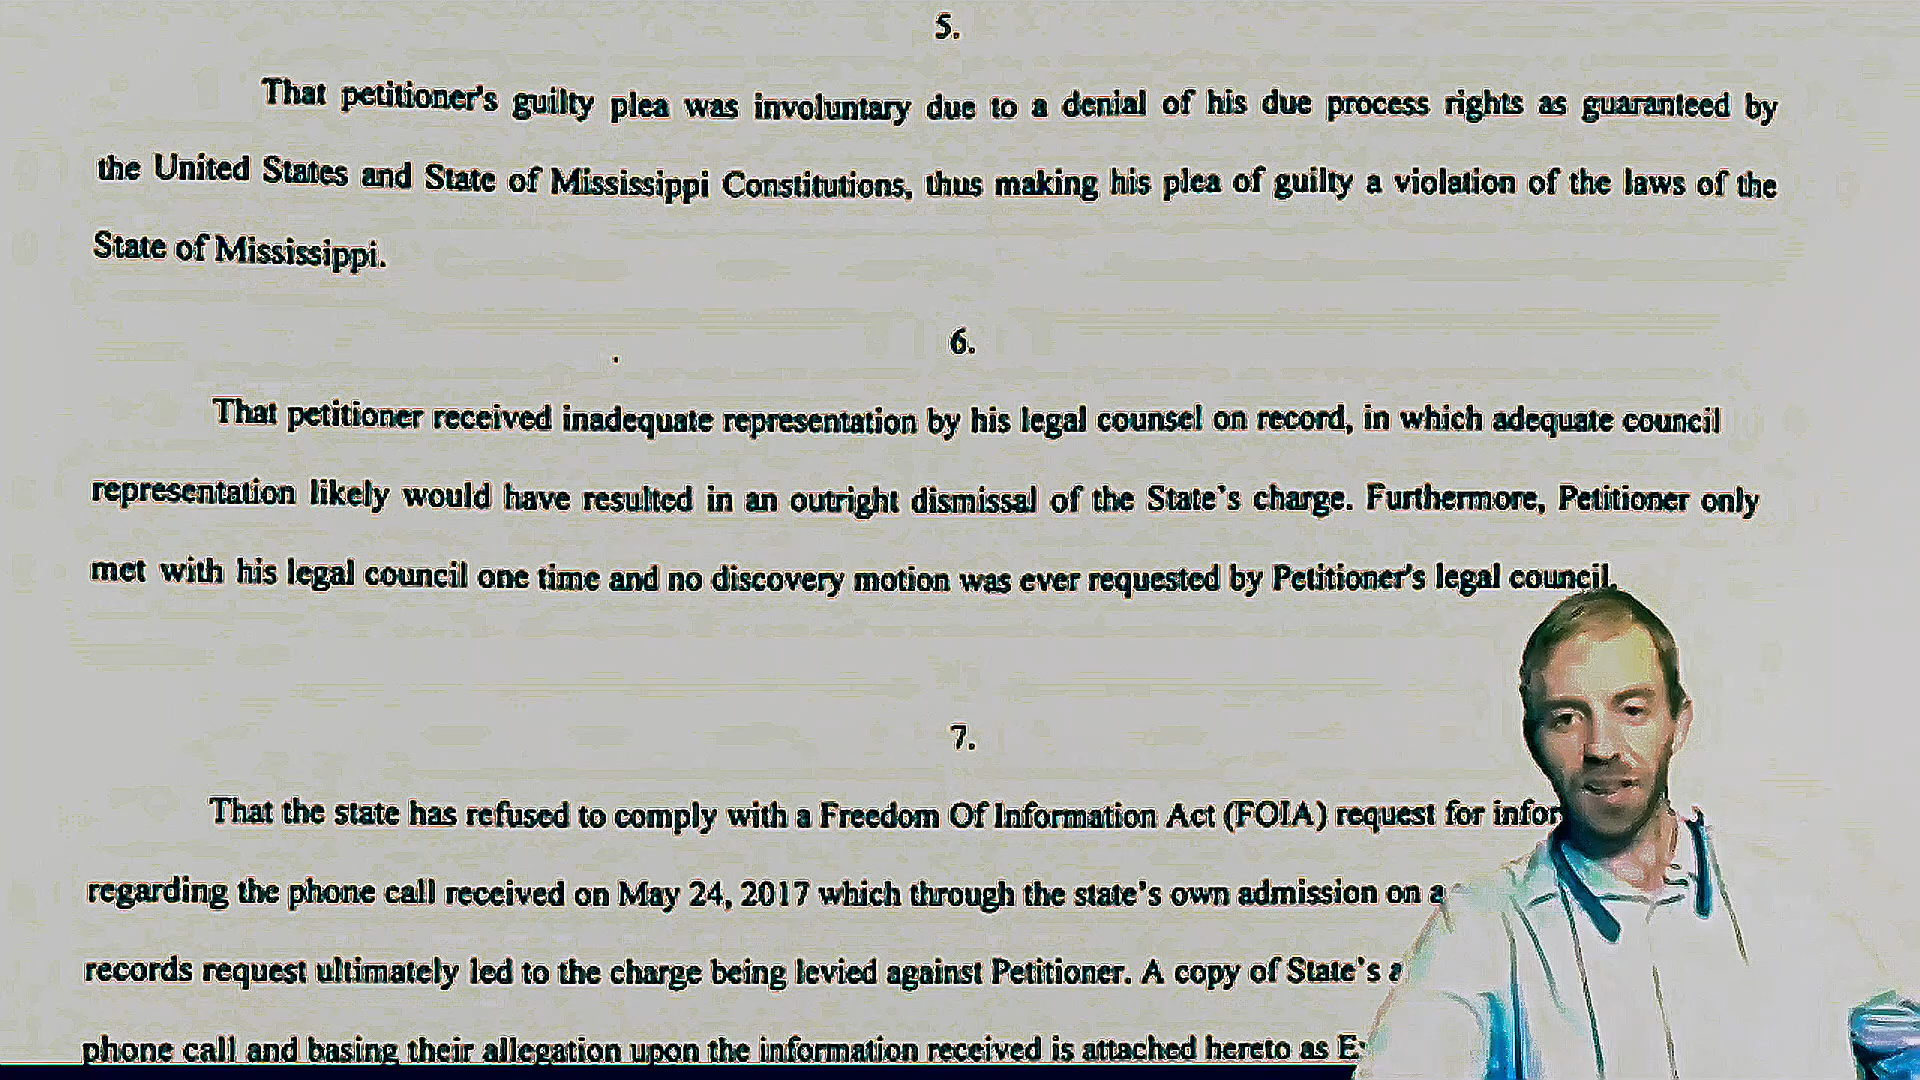 5.
That petitioner's guilty plea was involuntary due to a denial of his due process rights as guaranteed by
the United States and State of Mississippi Constitutions, thus making his plea of guilty a violation of the laws of the
State of Mississippi.
6.
That petitioner received inadequate representation by his legal counsel on record, in which adequate council
representation likely would have resulted in an outright dismissal of the State's charge. Furthermore, Petitioner only
met with his legal council one time and no discovery motion was ever requested by Petitioner's legal council.
7.
That the state has refused to comply with a Freedom Of Information Act (FOIA) request for
regarding the phone call received on May 24, 2017 which through the state's own admission on a
records request ultimately led to the charge being levied against Petitioner. A copy of State's
phone call and basing their allegation upon the information received is attached hereto as